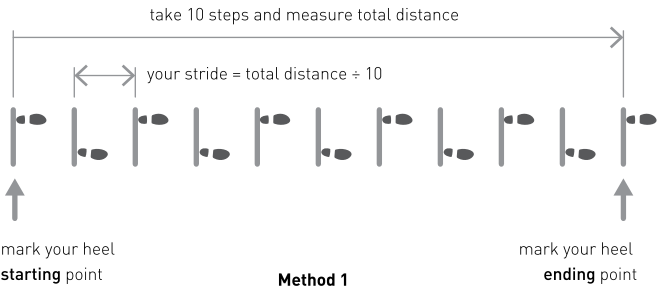 take 10 steps and measure total distance
your stride = total distance ÷ 10
mark your heel
starting point
mark your heel
ending point
Method 1